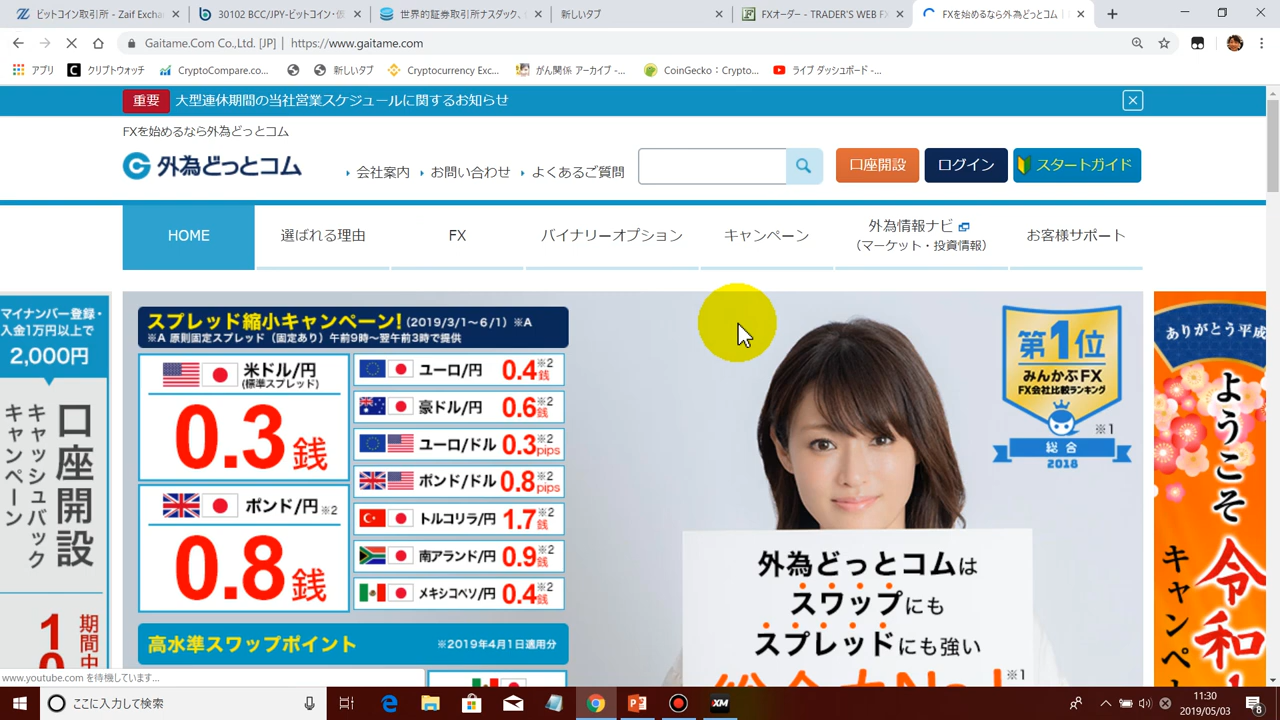 ビットコイン取引所 - Zaif Exchan
30102 BCC/JPY-ビットコイン・仮
世界的証券取引所ナスダック、
新しいタブ
FXオーダー - TRADER'S WEB FX
FXを始めるなら外為どっとコム
Gaitame.Com Co.,Ltd. [JP] | https://www.gaitame.com
アプリ
クリプトウォッチ
CryptoCompare.co...
新しいタブ
Cryptocurrency Exc...
がん関係 アーカイブ -...
CoinGecko：Crypto...
ライブ ダッシュボード -...
重要 大型連休期間の当社営業スケジュールに関するお知らせ
FXを始めるなら外為どっとコム
外為どっとコム
会社案内
お問い合わせ
よくあるご質問
口座開設
ログイン
スタートガイド
HOME
選ばれる理由
FX
バイナリーオプション
キャンペーン
外為情報ナビ
（マーケット・投資情報）
お客様サポート
マイナンバー登録・
入金1万円以上で
2,000円
口座開設
キャッシュバック
キャンペーン
期間中
スプレッド縮小キャンペーン! (2019/3/1～6/1) ※A
※A 原則固定スプレッド（例外あり）午前9時～翌午前3時で提供
米ドル/円
(標準スプレッド)
0.3銭
ポンド/円 ※2
0.8銭
ユーロ/円 0.4銭 ※2
豪ドル/円 0.6銭 ※2
ユーロ/ドル 0.3pips ※2
ポンド/ドル 0.8pips ※2
トルコリラ/円 1.7銭 ※2
南アランド/円 0.9銭 ※2
メキシコペソ/円 0.4銭 ※2
高水準スワップポイント ※2019年4月1日適用分
第1位
みんかぶFX
FX会社比較ランキング
総合
2018
※1
外為どっとコムは
スワップにも
スプレッドにも強い
総合力No.1 ※1
ありがとう平成
ようこそ
令和
キャンペ
www.youtube.com を待機しています...
ここに入力して検索
XM
11:30
2019/05/03
8